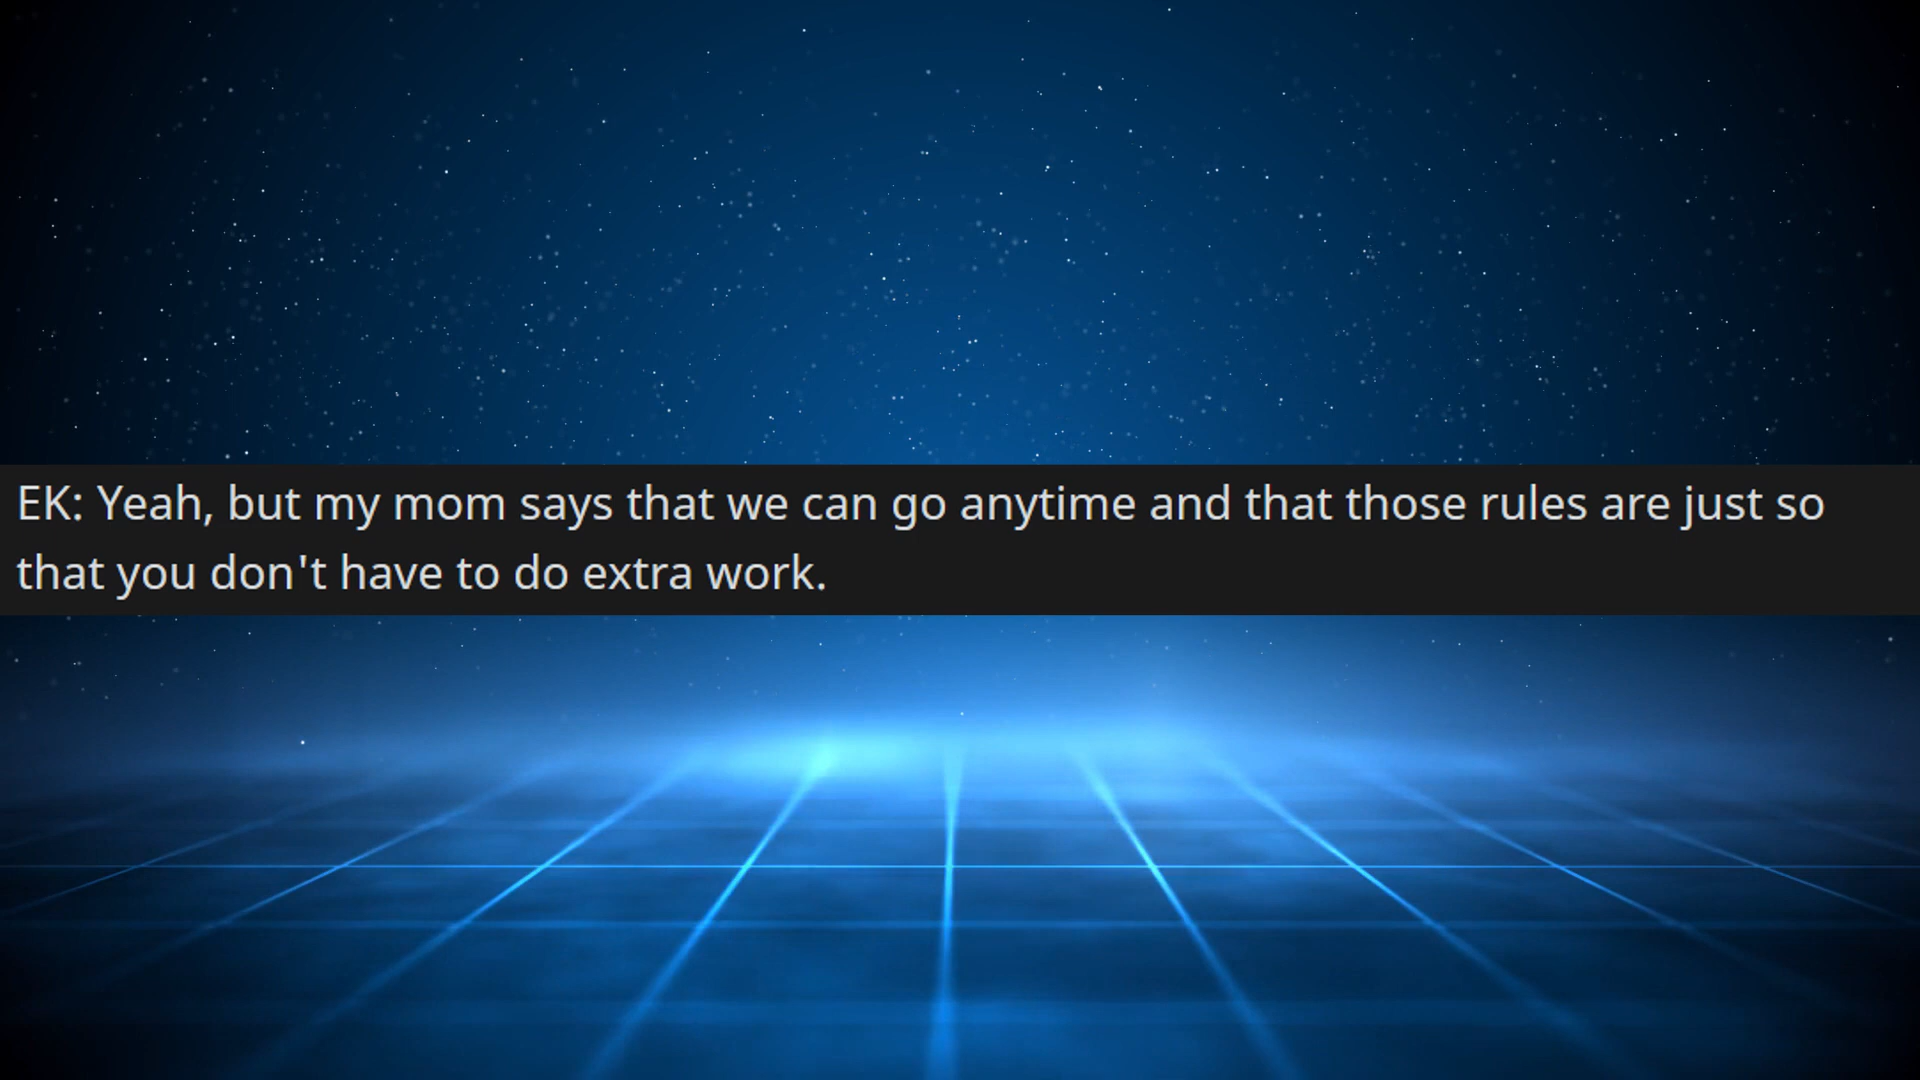 EK: Yeah, but my mom says that we can go anytime and that those rules are just so
that you don't have to do extra work.